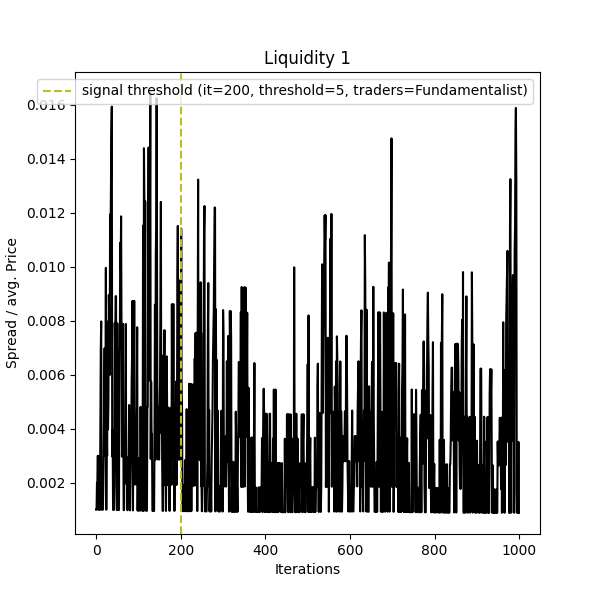 Liquidity 1
signal threshold (it=200, threshold=5, traders=Fundamentalist)
0.016
0.014
0.012
0.010
0.008
0.006
0.004
0.002
Spread / avg. Price
0 200 400 600 800 1000
Iterations